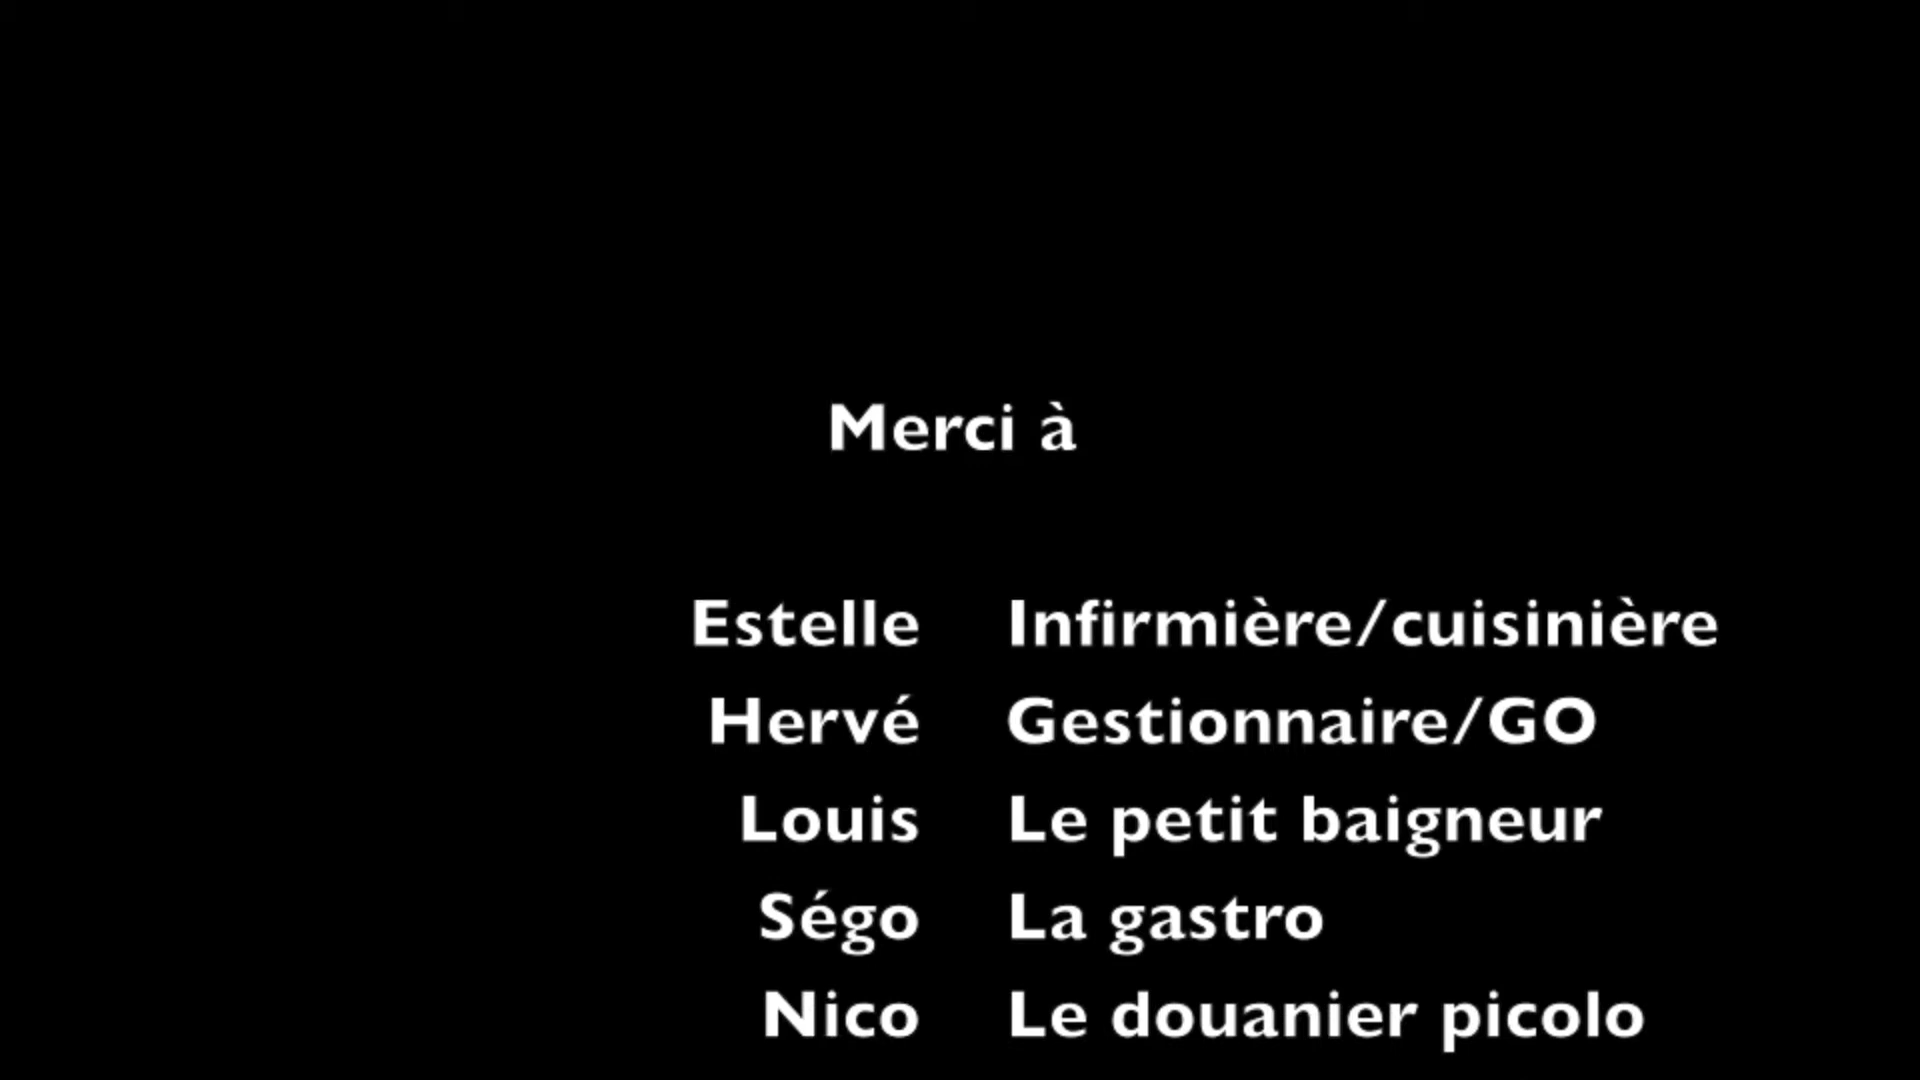 Merci à
Estelle Infirmière/cuisinière
Hervé Gestionnaire/GO
Louis Le petit baigneur
Ségo La gastro
Nico Le douanier picolo